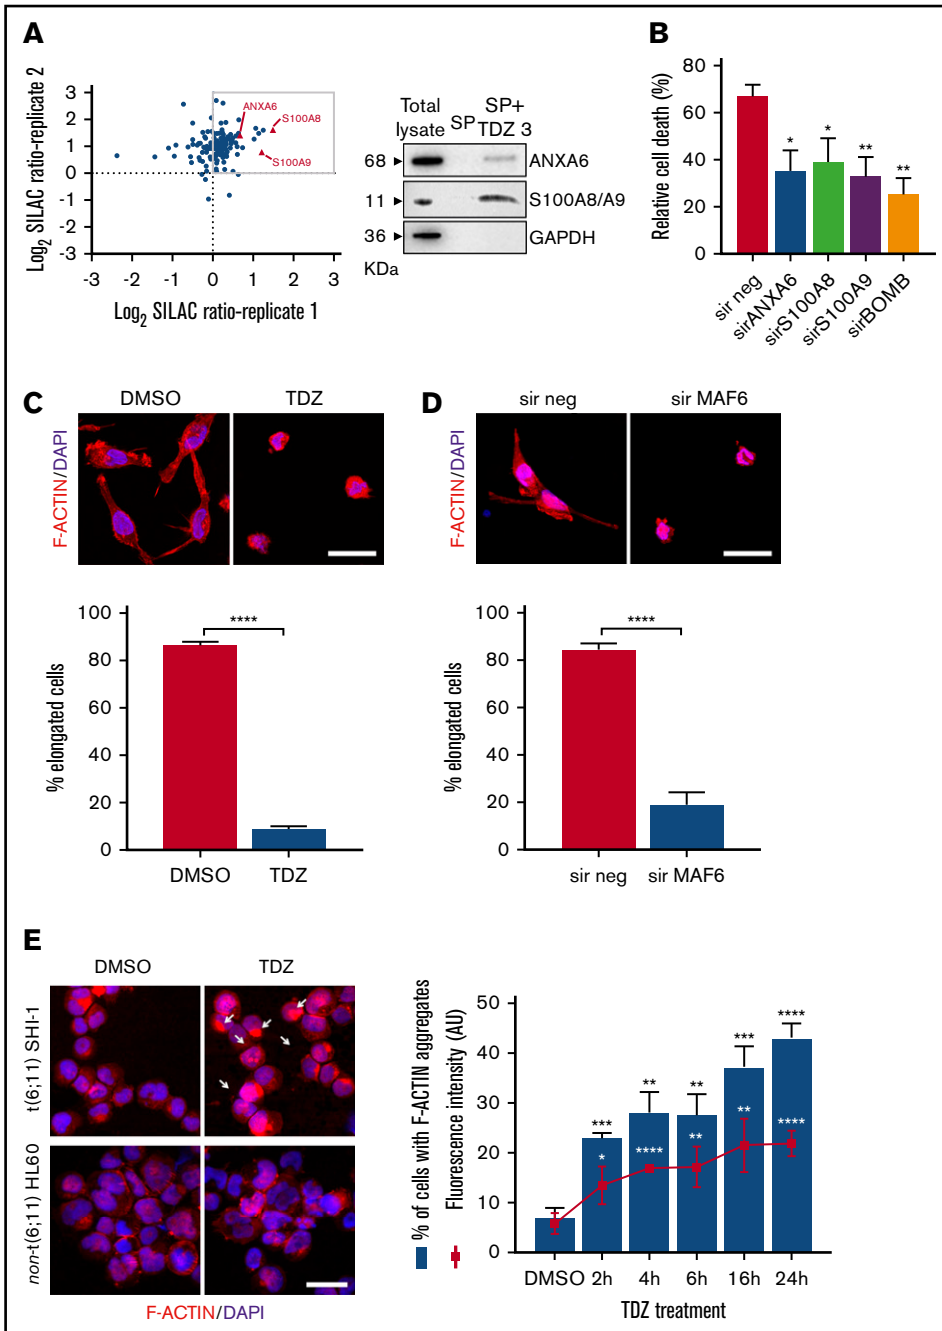 A
Log2 SILAC ratio-replicate 2
3
2
1
0
-1
-2
-3
-3 -2 -1 0 1 2 3
Log2 SILAC ratio-replicate 1
ANXA6
S100A8
S100A9
Total lysate
SP
SP+ TDZ 3
68
ANXA6
11
S100A8/A9
36
GAPDH
KDa
B
Relative cell death (%)
80
60
40
20
0
*
*
**
**
sir neg
sirANXA6
sirS100A8
sirS100A9
sirBOMB
C
DMSO TDZ
F-ACTIN/DAPI
% elongated cells
100
80
60
40
20
0
****
DMSO TDZ
D
sir neg sir MAF6
F-ACTIN/DAPI
% elongated cells
100
80
60
40
20
0
****
sir neg sir MAF6
E
DMSO TDZ
t(6;11) SHI-1
non-t(6;11) HL60
F-ACTIN/DAPI
% of cells with F-ACTIN aggregates
Fluorescence intensity (AU)
50
40
30
20
10
0
*** ** ** *** ****
* **** ** ** ****
DMSO 2h 4h 6h 16h 24h
TDZ treatment